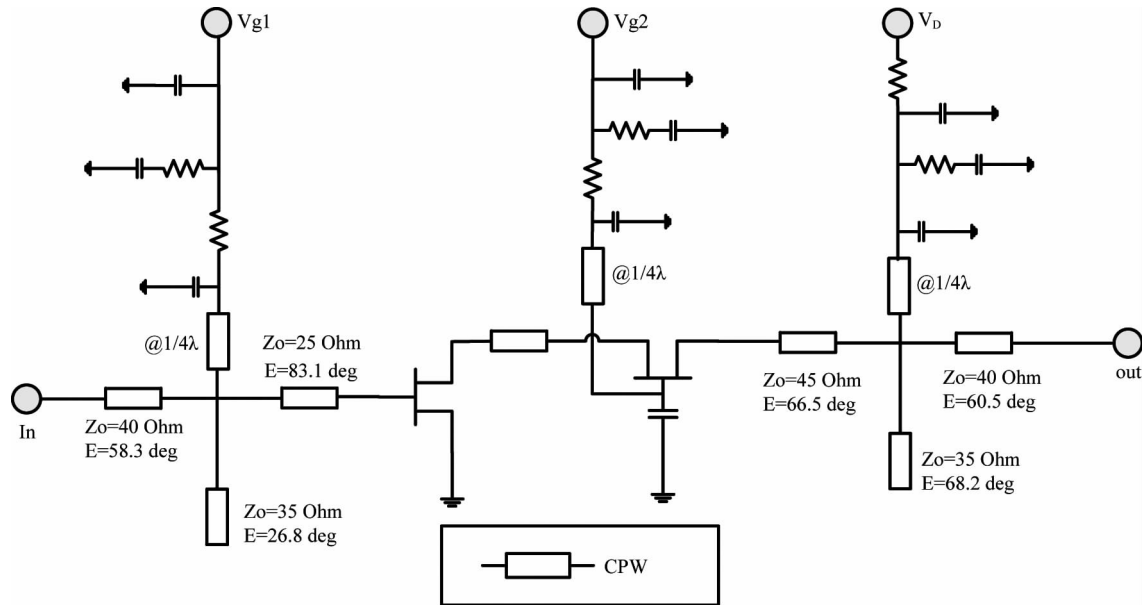 Vg1
Vg2
V_D
@1/4λ
@1/4λ
@1/4λ
Zo=25 Ohm
E=83.1 deg
In
Zo=40 Ohm
E=58.3 deg
Zo=35 Ohm
E=26.8 deg
Zo=45 Ohm
E=66.5 deg
Zo=40 Ohm
E=60.5 deg
out
Zo=35 Ohm
E=68.2 deg
CPW